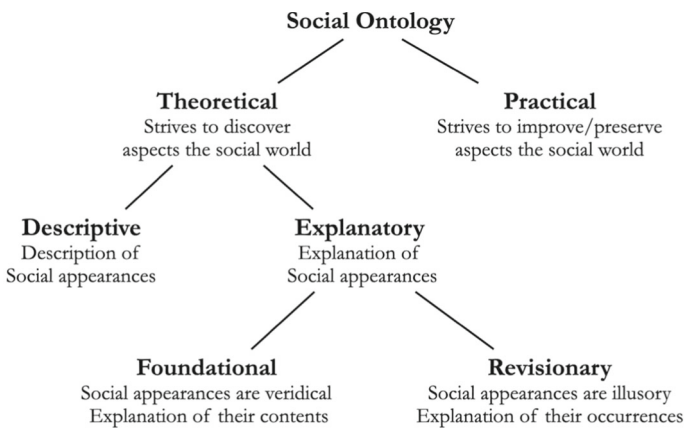 Social Ontology
Theoretical
Strives to discover
aspects the social world
Practical
Strives to improve/preserve
aspects the social world
Descriptive
Description of
Social appearances
Explanatory
Explanation of
Social appearances
Foundational
Social appearances are veridical
Explanation of their contents
Revisionary
Social appearances are illusory
Explanation of their occurrences